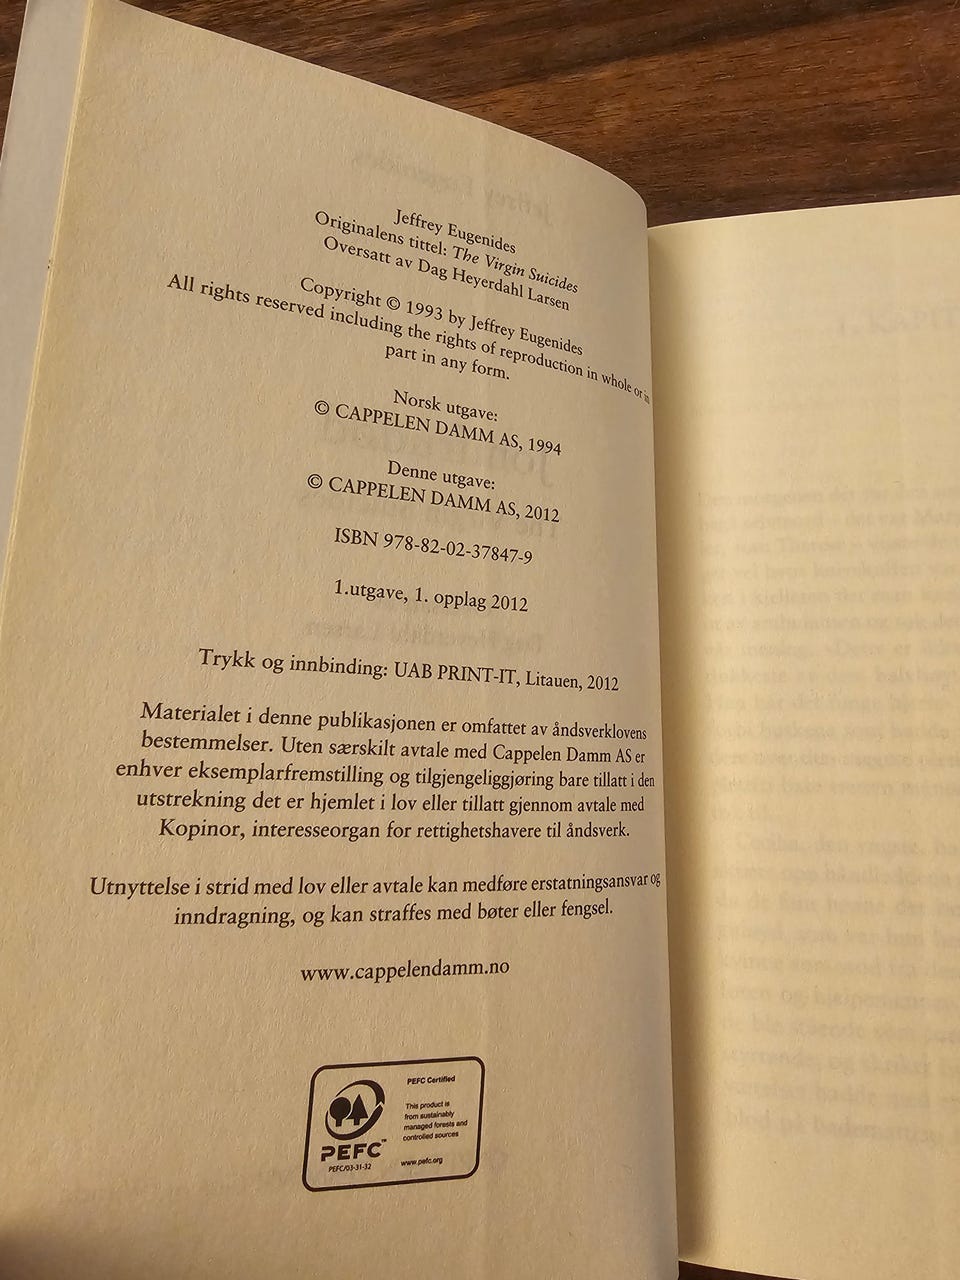 Jeffrey Eugenides
Originalens tittel: The Virgin Suicides
Oversatt av Dag Heyerdahl Larsen
Copyright © 1993 by Jeffrey Eugenides
All rights reserved including the rights of reproduction in whole or in
part in any form.
Norsk utgave:
© CAPPELEN DAMM AS, 1994
Denne utgave:
© CAPPELEN DAMM AS, 2012
ISBN 978-82-02-37847-9
1.utgave, 1. opplag 2012
Trykk og innbinding: UAB PRINT-IT, Litauen, 2012
Materialet i denne publikasjonen er omfattet av åndsverklovens
bestemmelser. Uten særskilt avtale med Cappelen Damm AS er
enhver eksemplarfremstilling og tilgjengeliggjøring bare tillatt i den
utstrekning det er hjemlet i lov eller tillatt gjennom avtale med
Kopinor, interesseorgan for rettighetshavere til åndsverk.
Utnyttelse i strid med lov eller avtale kan medføre erstatningsansvar og
inndragning, og kan straffes med bøter eller fengsel.
www.cappelendamm.no
PEFC™
PEFC/03-31-32
PEFC Certified
This product is
from sustainably
managed forests and
controlled sources
www.pefc.org